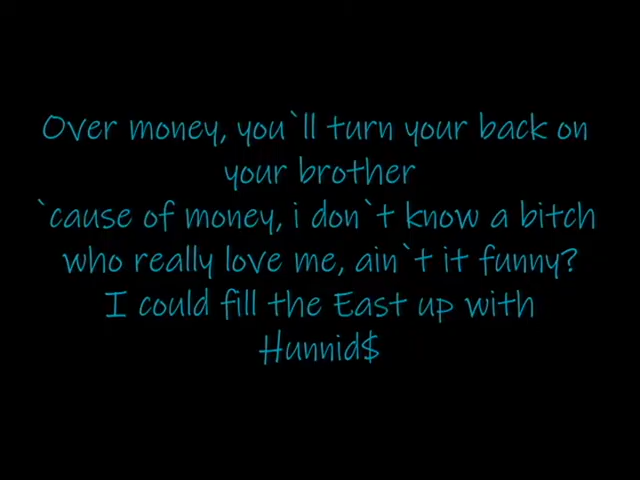 Over money, you`ll turn your back on
your brother
`cause of money, i don`t know a bitch
who really love me, ain`t it funny?
I could fill the East up with
Hunnid$